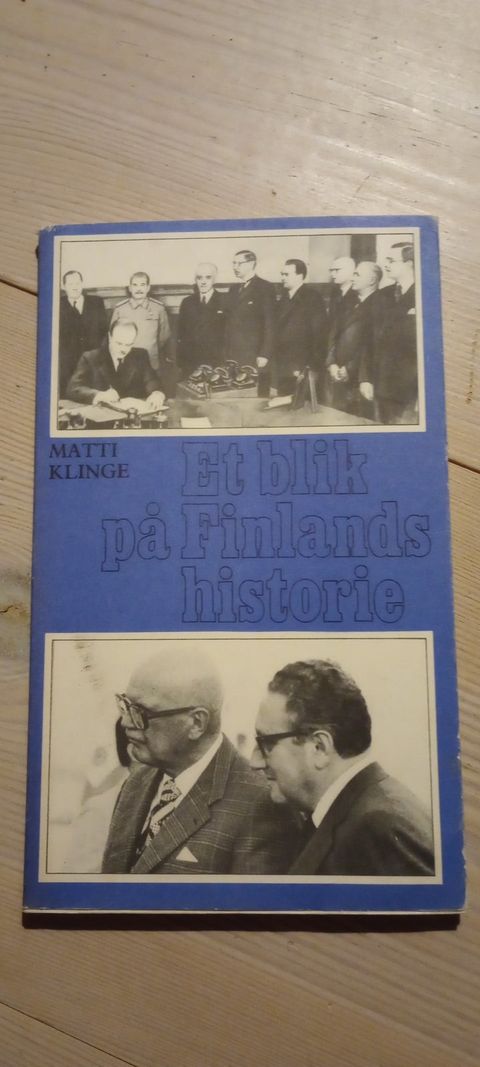 MATTI
KLINGE
Et blik
på Finlands
historie